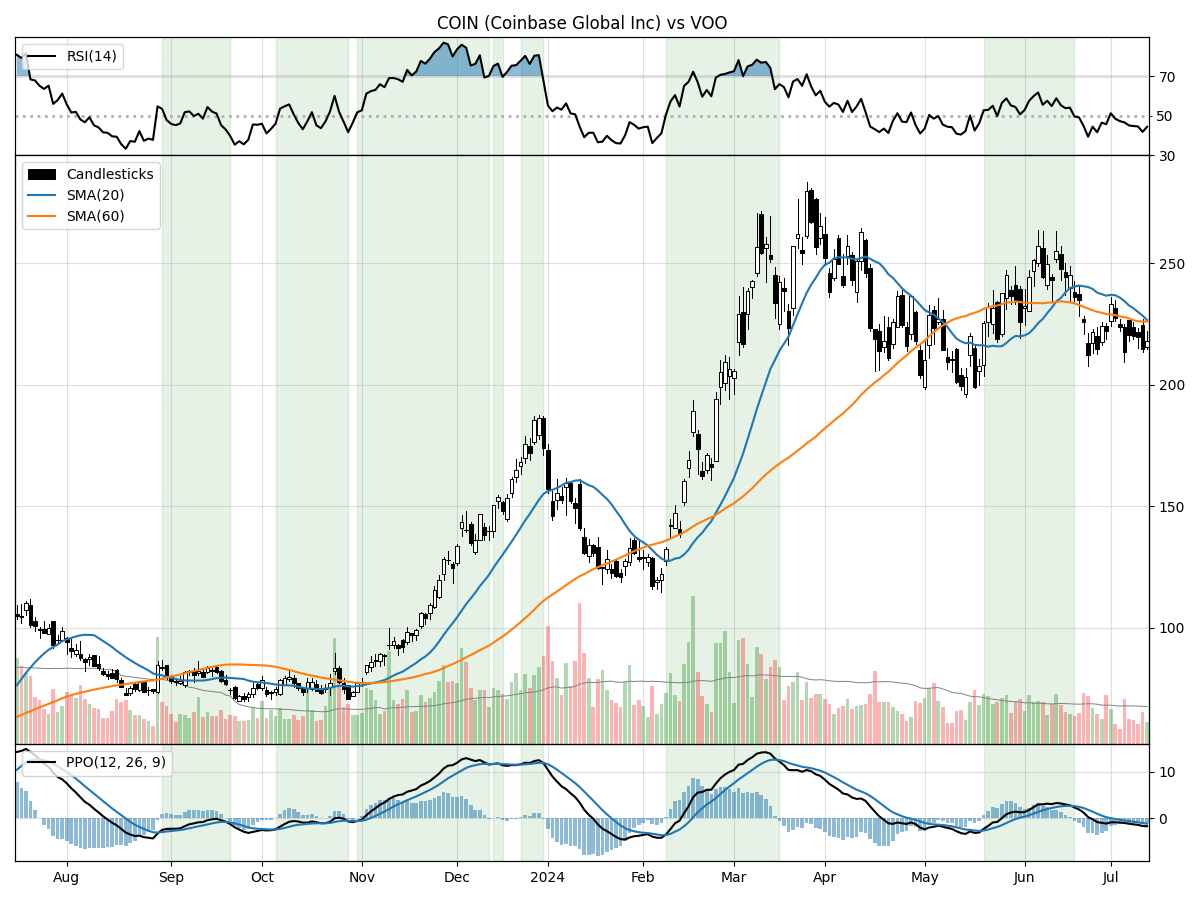 COIN (Coinbase Global Inc) vs VOO
RSI(14)
70
50
30
Candlesticks
SMA(20)
SMA(60)
250
200
150
100
PPO(12, 26, 9)
10
0
Aug Sep Oct Nov Dec 2024 Feb Mar Apr May Jun Jul